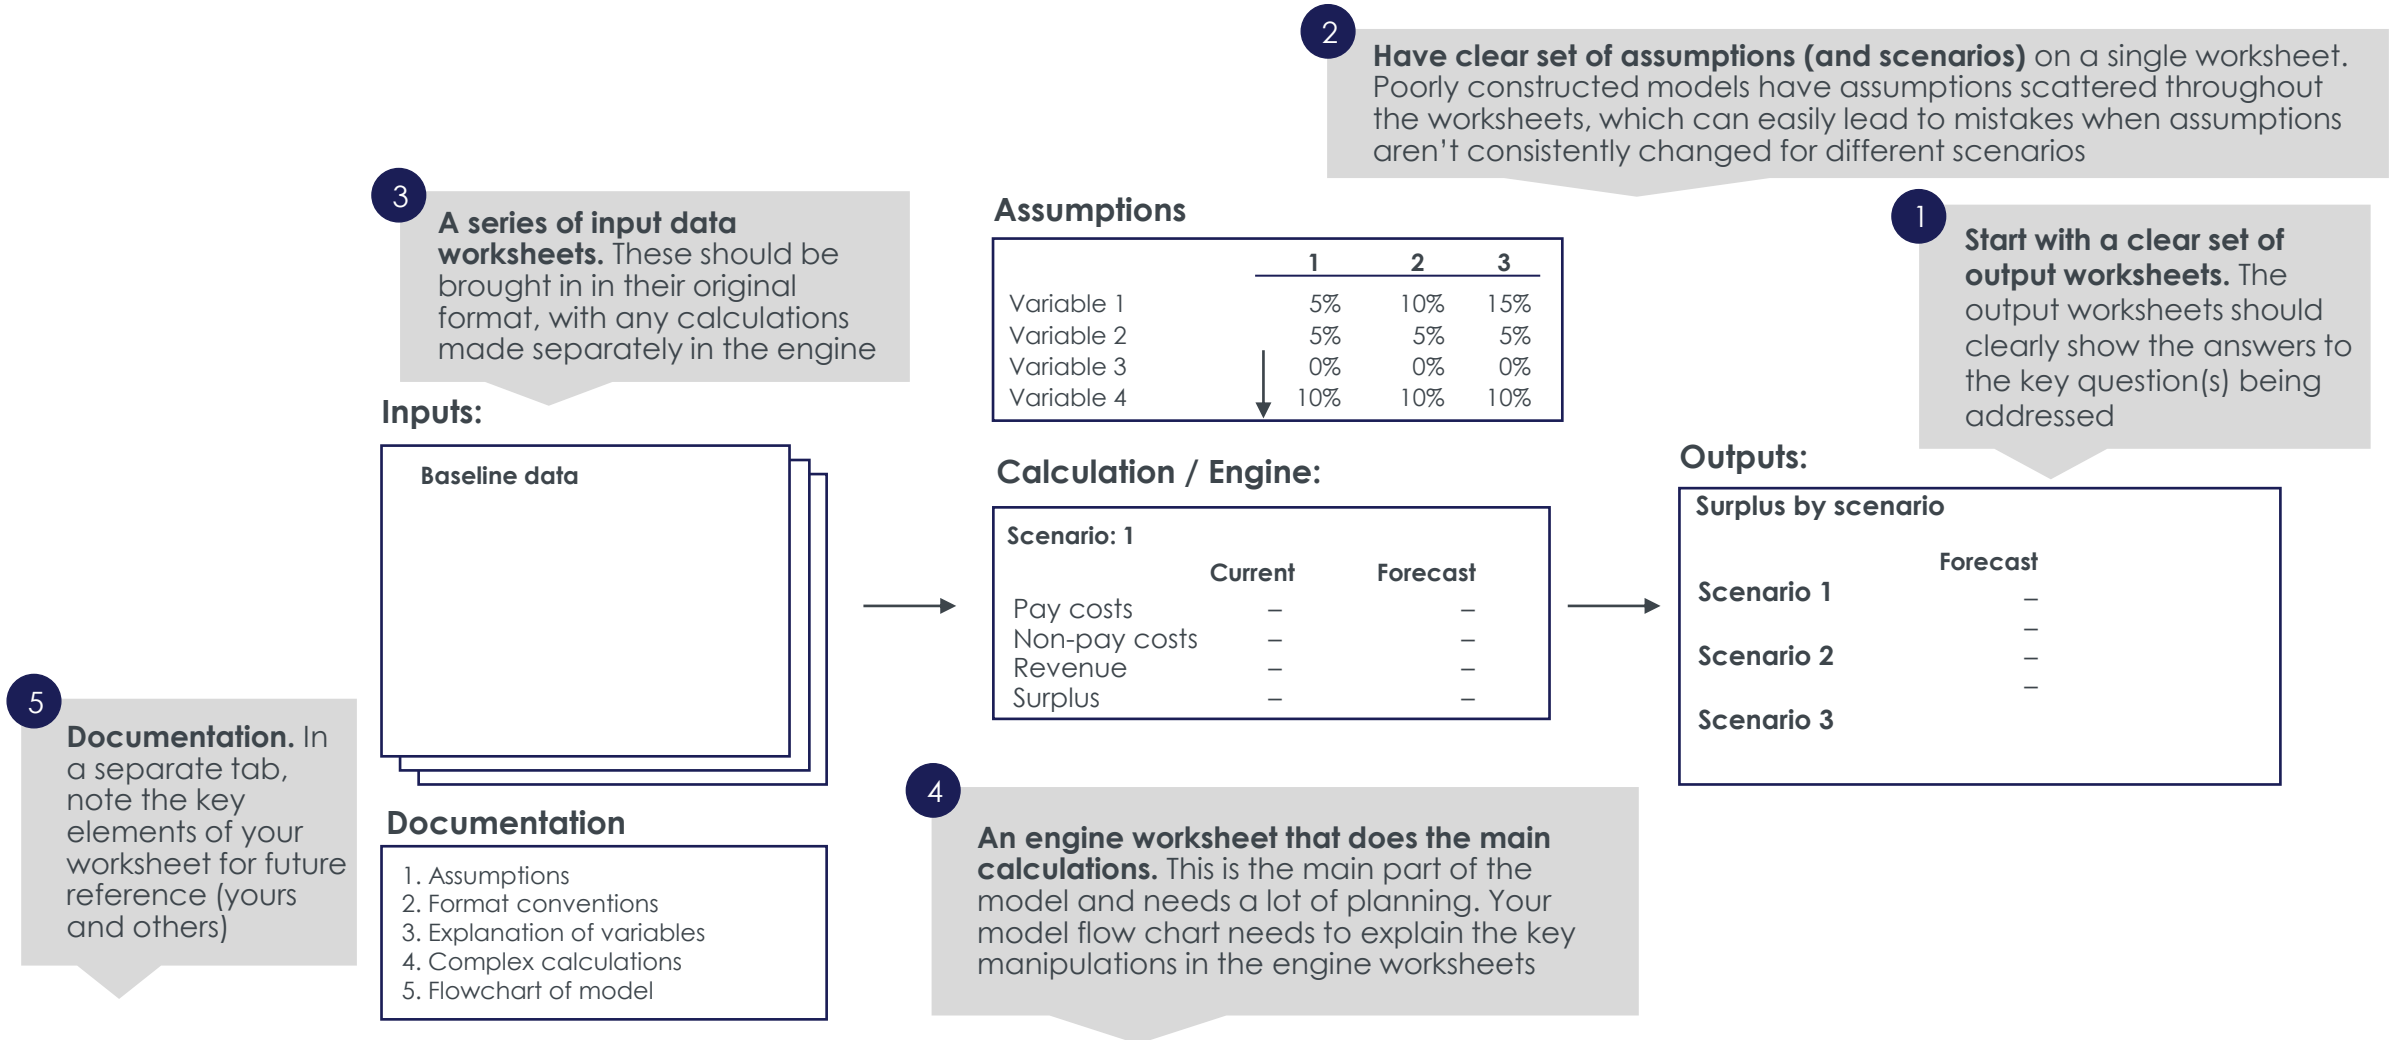 2
Have clear set of assumptions (and scenarios) on a single worksheet.
Poorly constructed models have assumptions scattered throughout
the worksheets, which can easily lead to mistakes when assumptions
aren’t consistently changed for different scenarios
3
A series of input data
worksheets. These should be
brought in in their original
format, with any calculations
made separately in the engine
Assumptions
1 2 3
Variable 1 5% 10% 15%
Variable 2 5% 5% 5%
Variable 3 0% 0% 0%
Variable 4 10% 10% 10%
1
Start with a clear set of
output worksheets. The
output worksheets should
clearly show the answers to
the key question(s) being
addressed
Inputs:
Baseline data
Calculation / Engine:
Scenario: 1
Current Forecast
Pay costs – –
Non-pay costs – –
Revenue – –
Surplus – –
Outputs:
Surplus by scenario
Forecast
Scenario 1 –
–
Scenario 2 –
–
Scenario 3
5
Documentation. In
a separate tab,
note the key
elements of your
worksheet for future
reference (yours
and others)
Documentation
1. Assumptions
2. Format conventions
3. Explanation of variables
4. Complex calculations
5. Flowchart of model
4
An engine worksheet that does the main
calculations. This is the main part of the
model and needs a lot of planning. Your
model flow chart needs to explain the key
manipulations in the engine worksheets